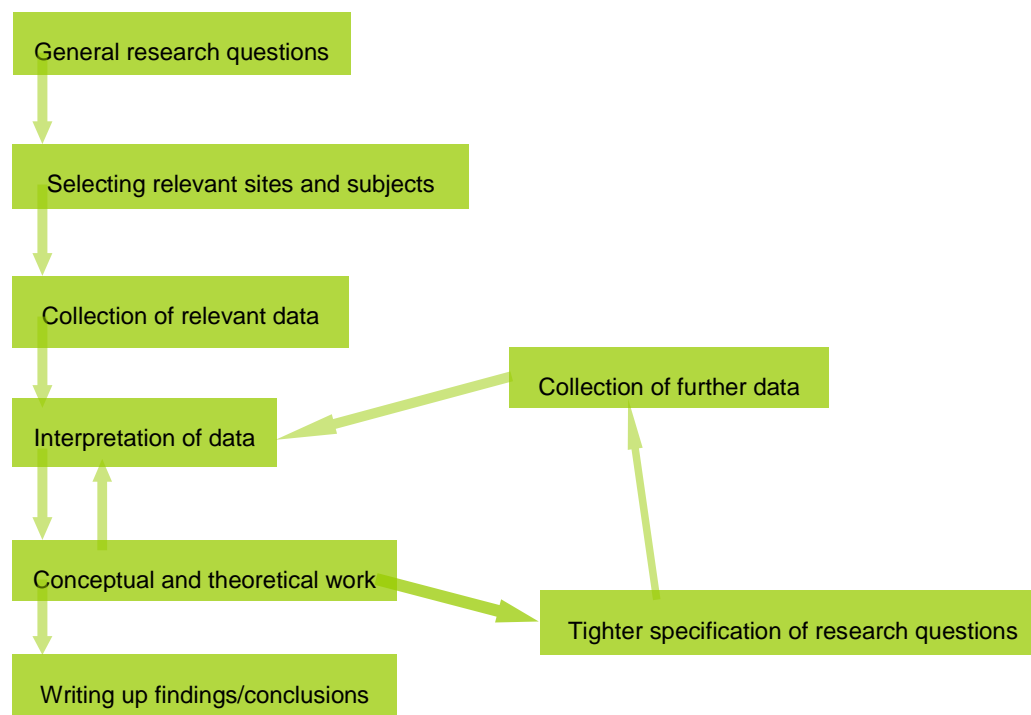 General research questions
Selecting relevant sites and subjects
Collection of relevant data
Collection of further data
Interpretation of data
Conceptual and theoretical work
Tighter specification of research questions
Writing up findings/conclusions